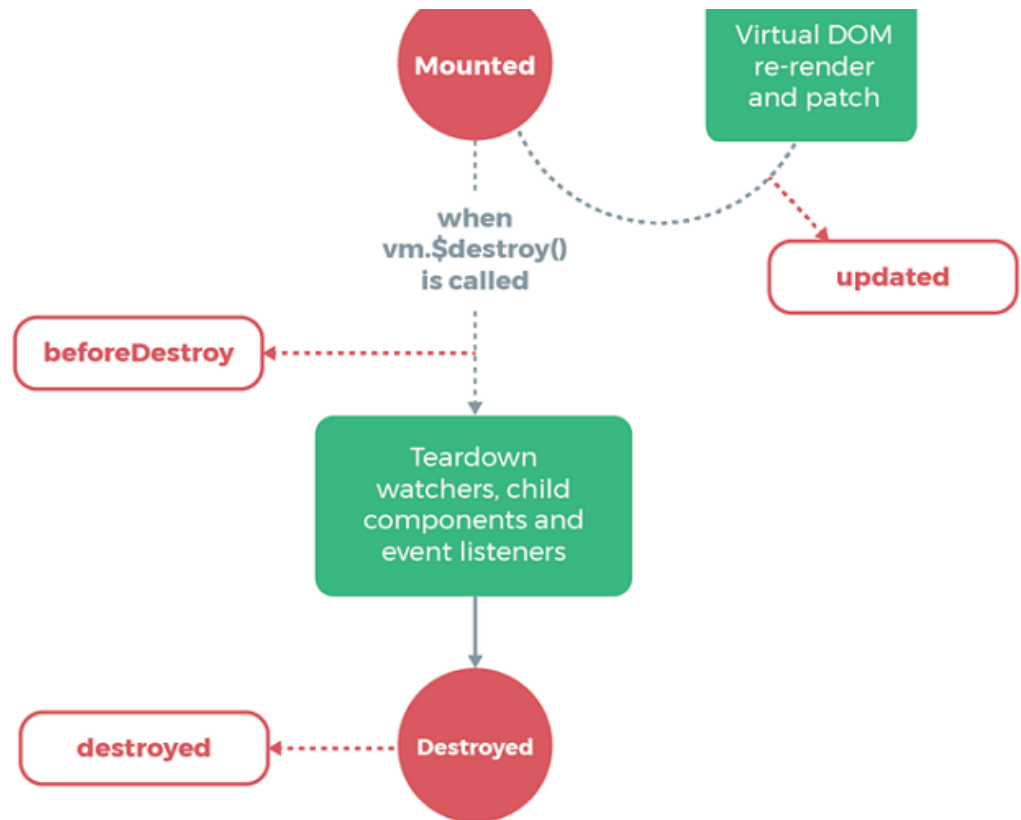 Mounted
Virtual DOM
re-render
and patch
when
vm.$destroy()
is called
updated
beforeDestroy
Teardown
watchers, child
components and
event listeners
destroyed
Destroyed